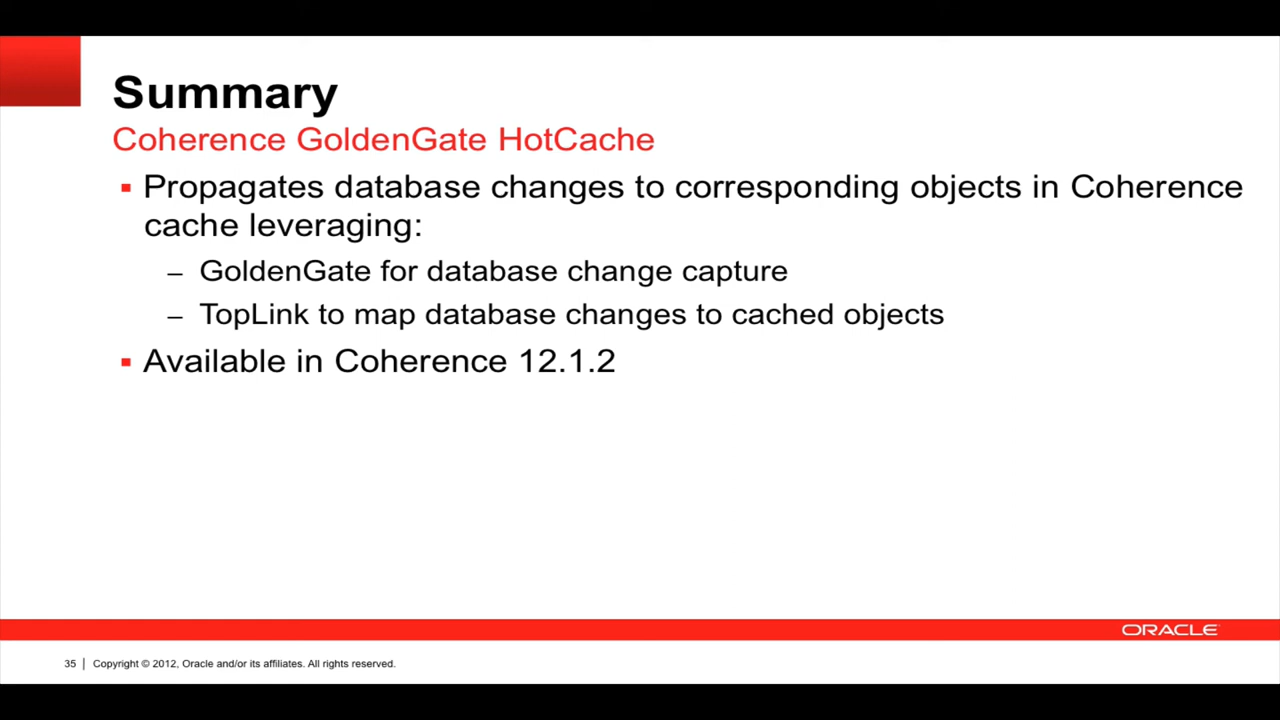 Summary
Coherence GoldenGate HotCache
▪ Propagates database changes to corresponding objects in Coherence
cache leveraging:
– GoldenGate for database change capture
– TopLink to map database changes to cached objects
▪ Available in Coherence 12.1.2
ORACLE
35 | Copyright © 2012, Oracle and/or its affiliates. All rights reserved.